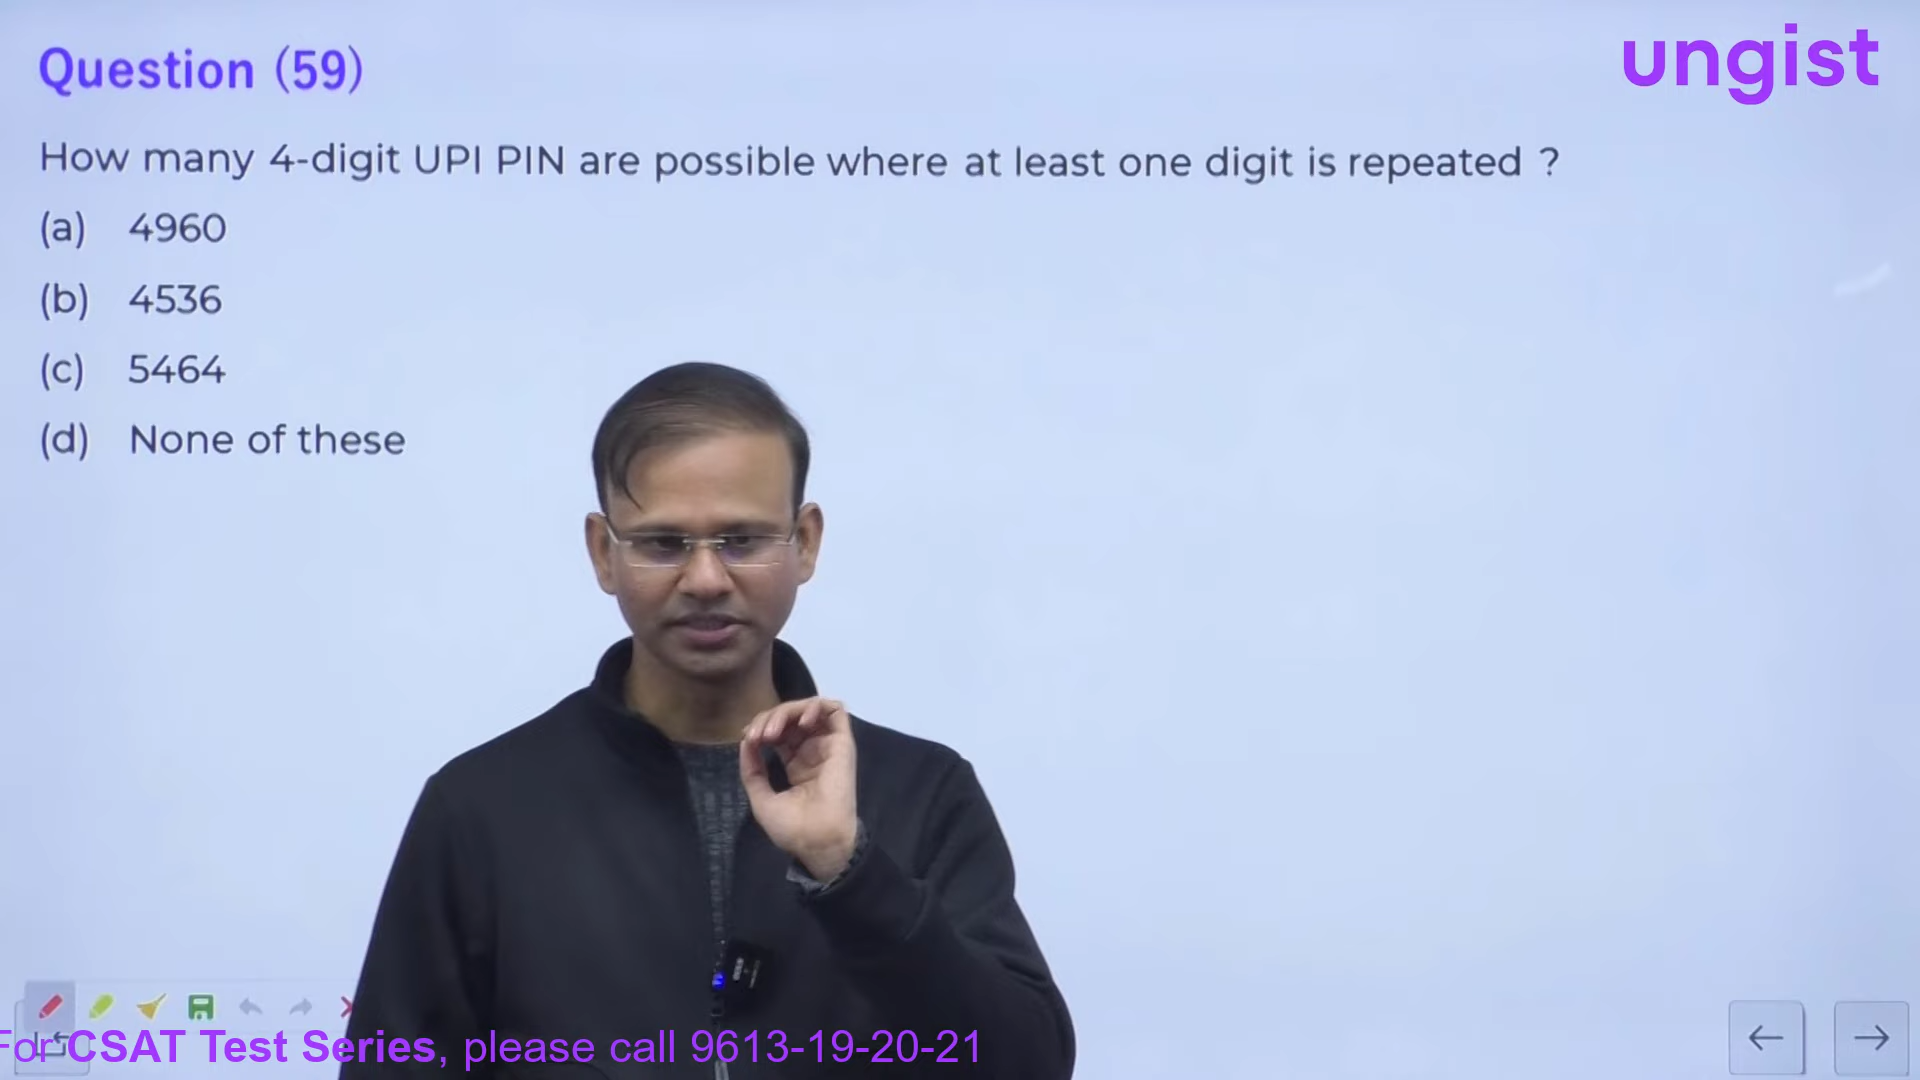 Question (59)
ungist
How many 4-digit UPI PIN are possible where at least one digit is repeated ?
(a) 4960
(b) 4536
(c) 5464
(d) None of these
For CSAT Test Series, please call 9613-19-20-21